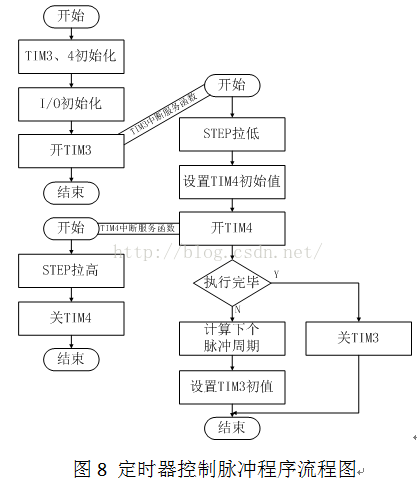 开始
TIM3、4初始化
I/O初始化
开TIM3
结束
TIM3中断服务函数
开始
STEP拉低
设置TIM4初始值
开TIM4
执行完毕
Y
N
计算下个
脉冲周期
关TIM3
设置TIM3初值
结束
开始
TIM4中断服务函数
STEP拉高
关TIM4
结束
http://blog.csdn.net/
图 8 定时器控制脉冲程序流程图